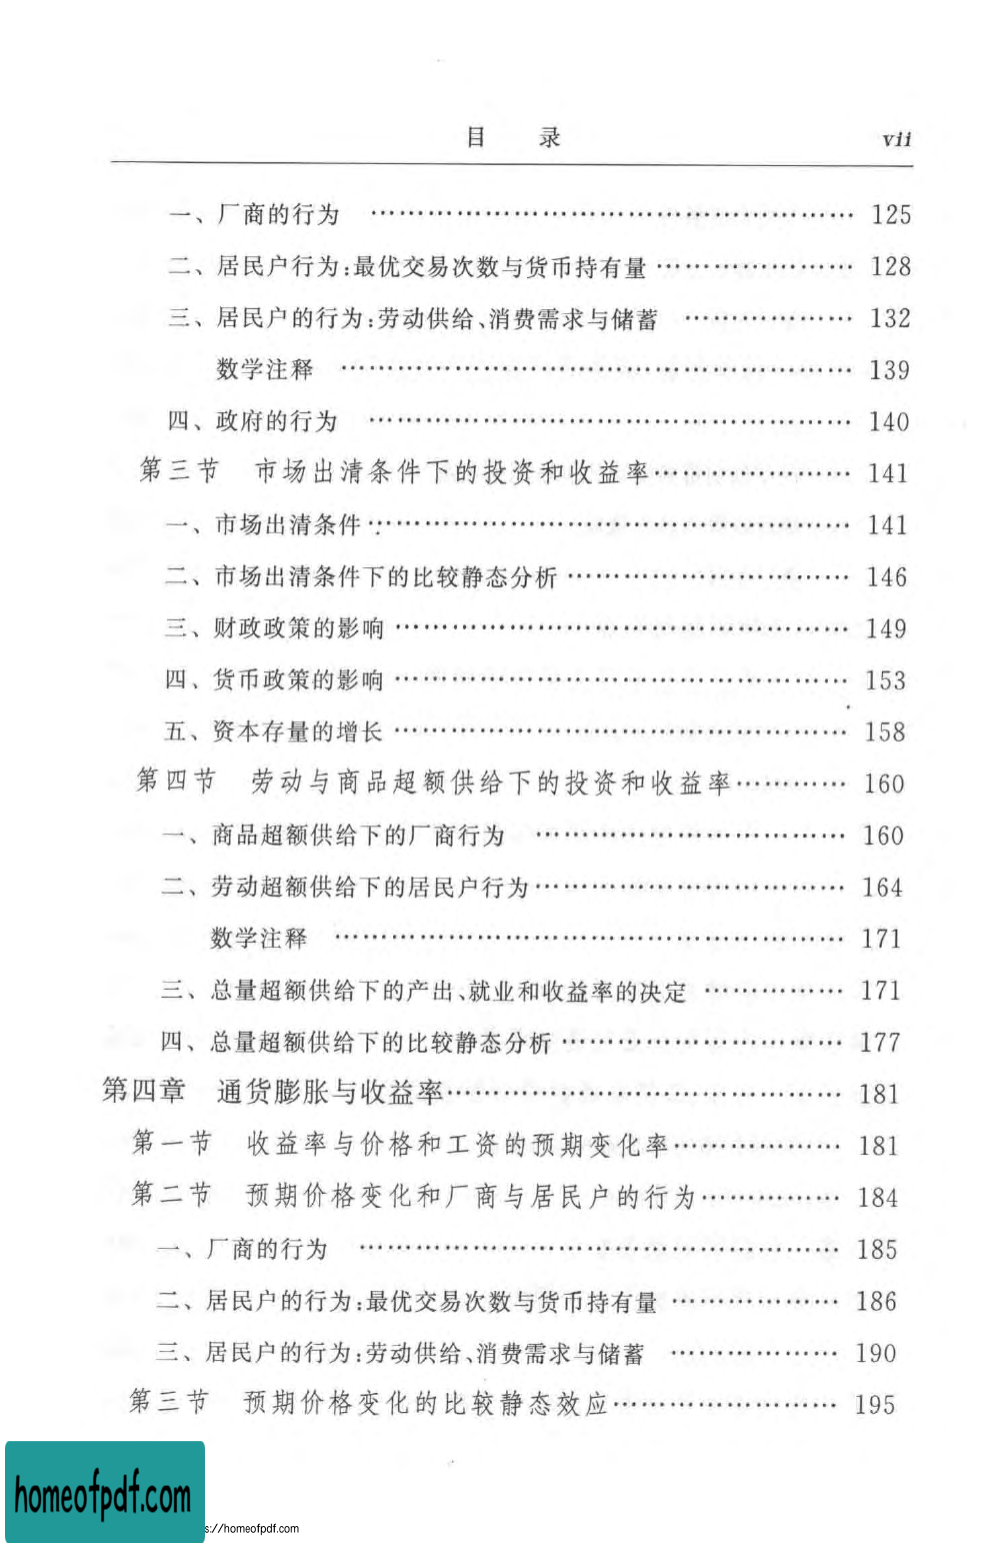 目 录 vii
一、厂商的行为 …… 125
二、居民户行为:最优交易次数与货币持有量 …… 128
三、居民户的行为:劳动供给、消费需求与储蓄 …… 132
数学注释 …… 139
四、政府的行为 …… 140
第三节 市场出清条件下的投资和收益率 …… 141
一、市场出清条件 …… 141
二、市场出清条件下的比较静态分析 …… 146
三、财政政策的影响 …… 149
四、货币政策的影响 …… 153
五、资本存量的增长 …… 158
第四节 劳动与商品超额供给下的投资和收益率 …… 160
一、商品超额供给下的厂商行为 …… 160
二、劳动超额供给下的居民户行为 …… 164
数学注释 …… 171
三、总量超额供给下的产出、就业和收益率的决定 …… 171
四、总量超额供给下的比较静态分析 …… 177
第四章 通货膨胀与收益率 …… 181
第一节 收益率与价格和工资的预期变化率 …… 181
第二节 预期价格变化和厂商与居民户的行为 …… 184
一、厂商的行为 …… 185
二、居民户的行为:最优交易次数与货币持有量 …… 186
三、居民户的行为:劳动供给、消费需求与储蓄 …… 190
第三节 预期价格变化的比较静态效应 …… 195
homeofpdf.com
s://homeofpdf.com